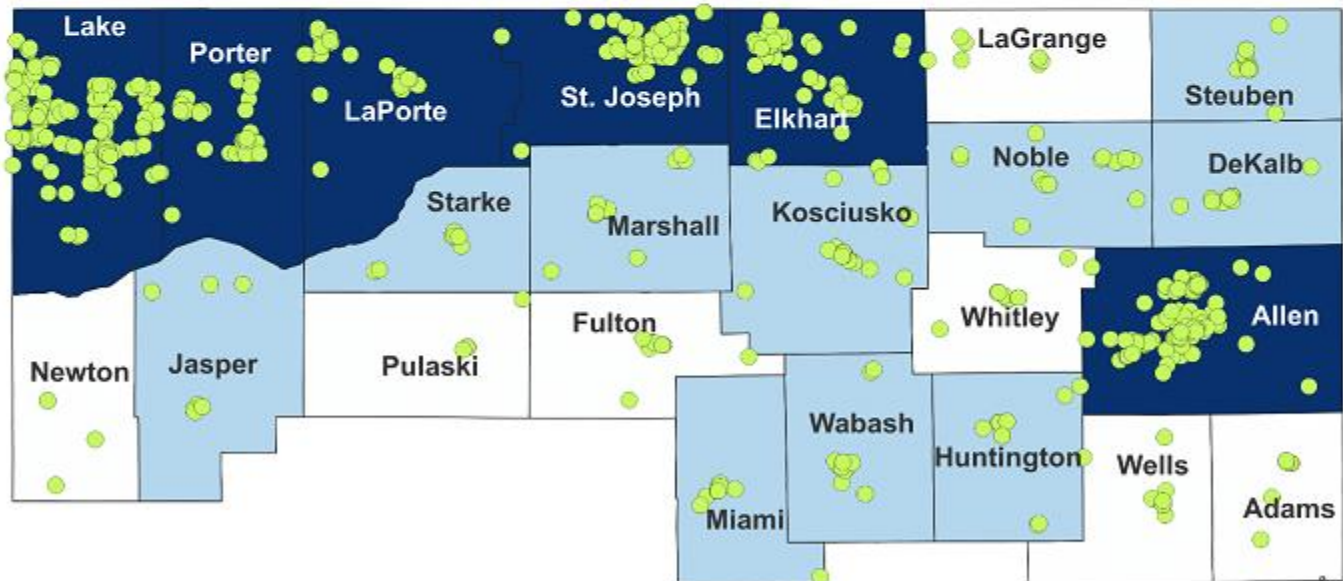 Lake
Porter
LaPorte
St. Joseph
Elkhart
LaGrange
Steuben
Noble
DeKalb
Starke
Marshall
Kosciusko
Whitley
Allen
Newton
Jasper
Pulaski
Fulton
Wabash
Huntington
Wells
Miami
Adams